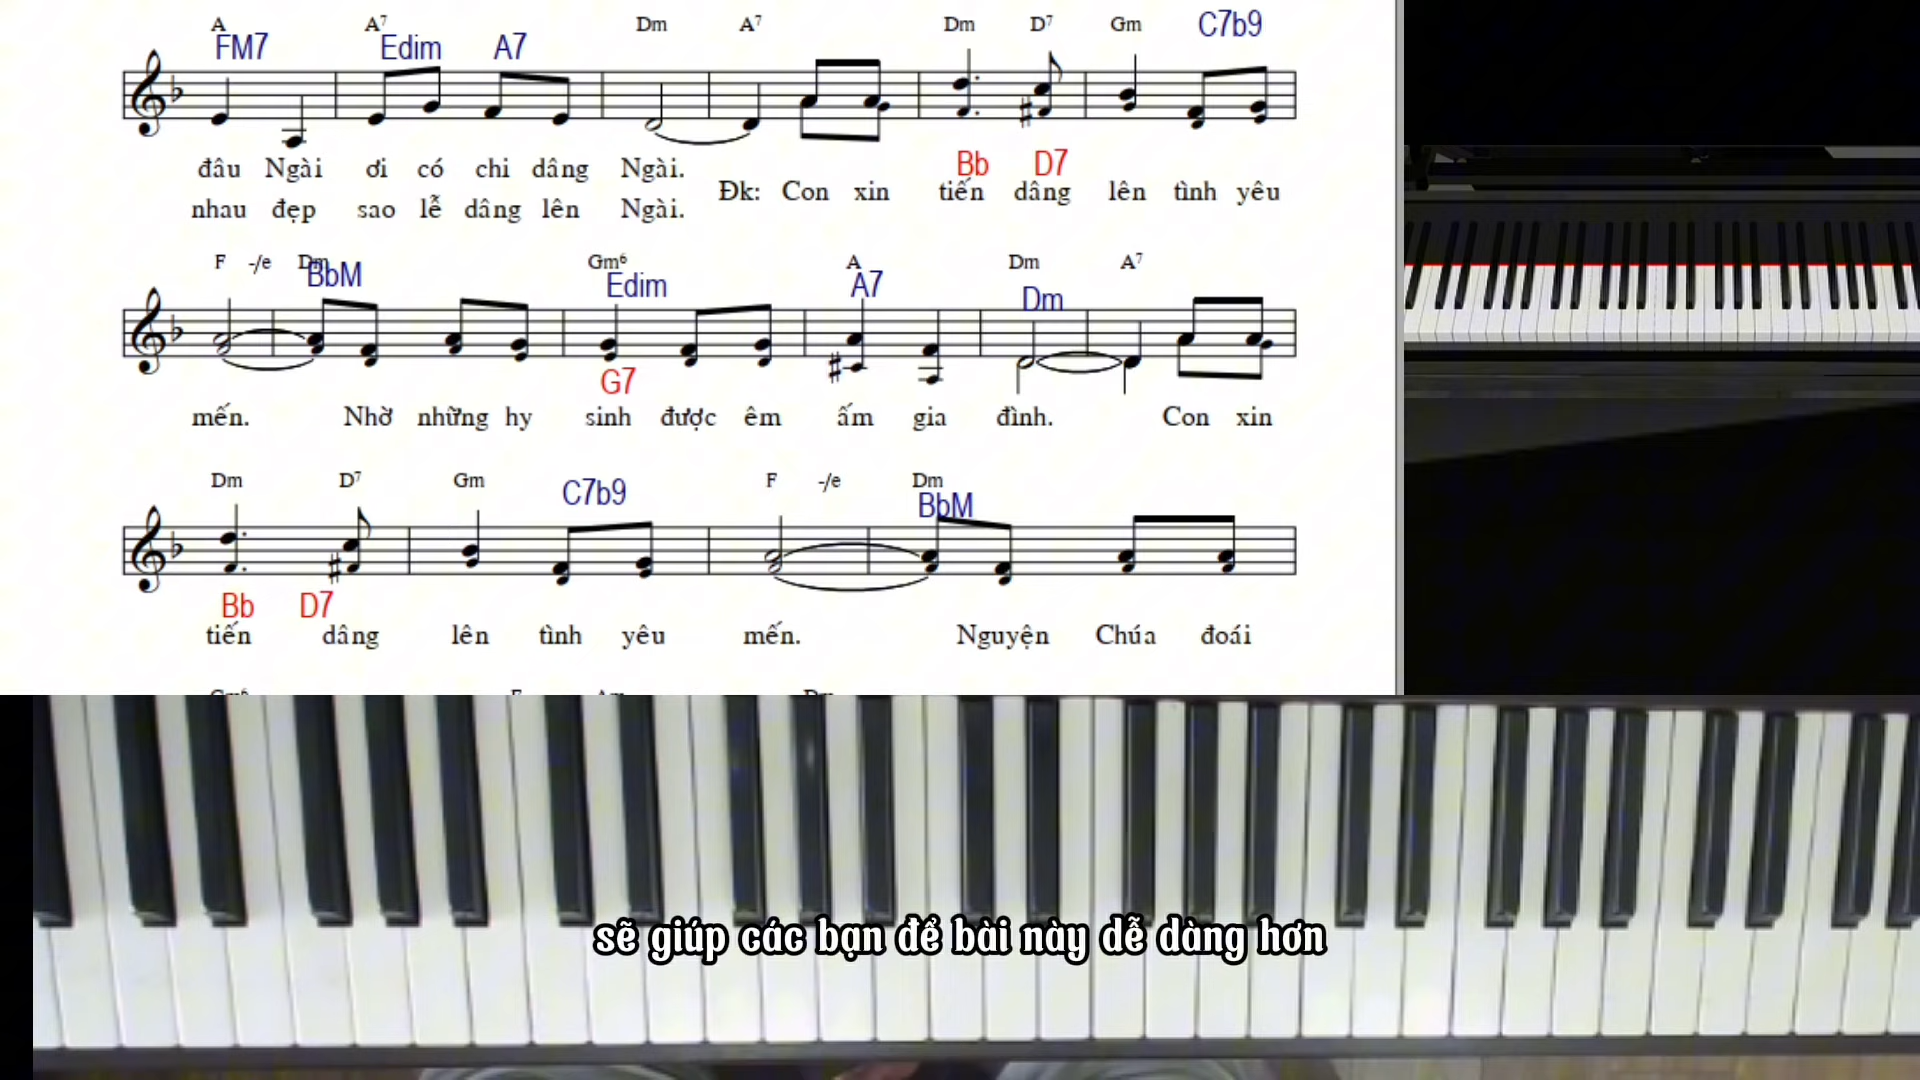 A A7 Dm A7 Dm D7 Gm C7b9
FM7 Edim A7
đâu Ngài ơi có chi dâng Ngài.
Bb D7
Đk: Con xin tiến dâng lên tình yêu
nhau đẹp sao lễ dâng lên Ngài.
F -/e Dm Gm6 A Dm A7
BbM Edim A7 Dm
G7
mến. Nhờ những hy sinh được êm ấm gia đình. Con xin
Dm D7 Gm C7b9 F -/e Dm
BbM
Bb D7
tiến dâng lên tình yêu mến. Nguyện Chúa đoái
sẽ giúp các bạn để bài này dễ dàng hơn